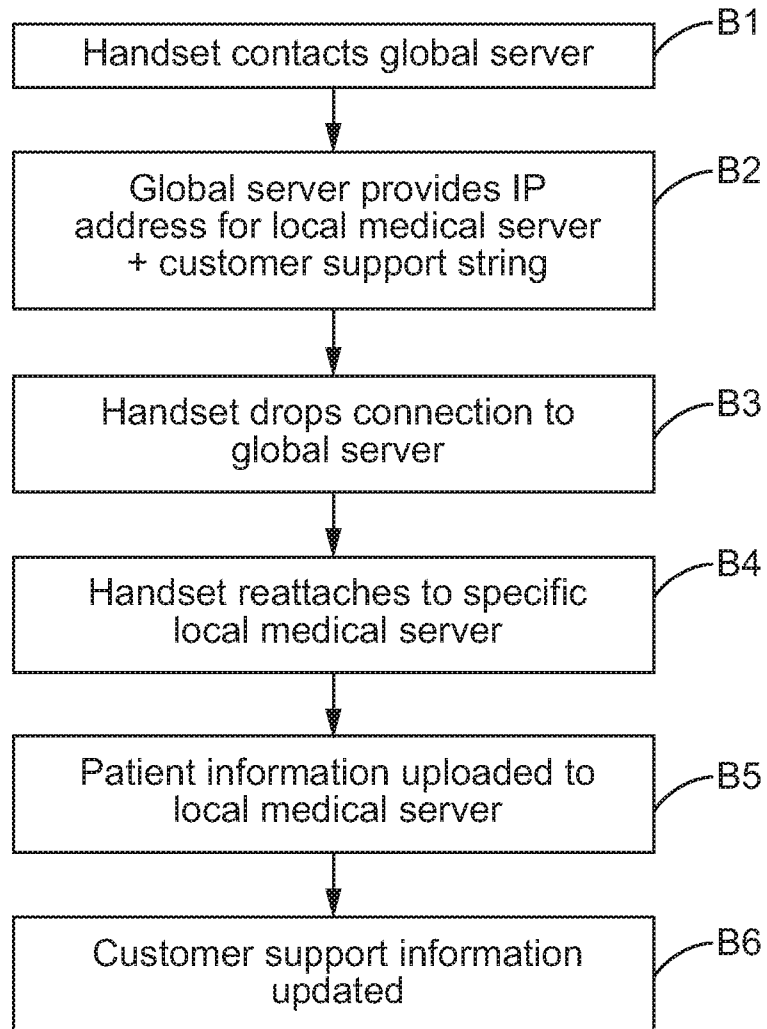 Handset contacts global server
B1
Global server provides IP
address for local medical server
+ customer support string
B2
Handset drops connection to
global server
B3
Handset reattaches to specific
local medical server
B4
Patient information uploaded to
local medical server
B5
Customer support information
updated
B6